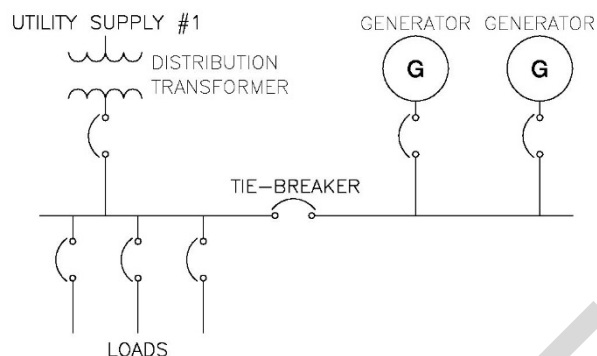 UTILITY SUPPLY #1
GENERATOR GENERATOR
DISTRIBUTION
TRANSFORMER
G G
TIE-BREAKER
LOADS